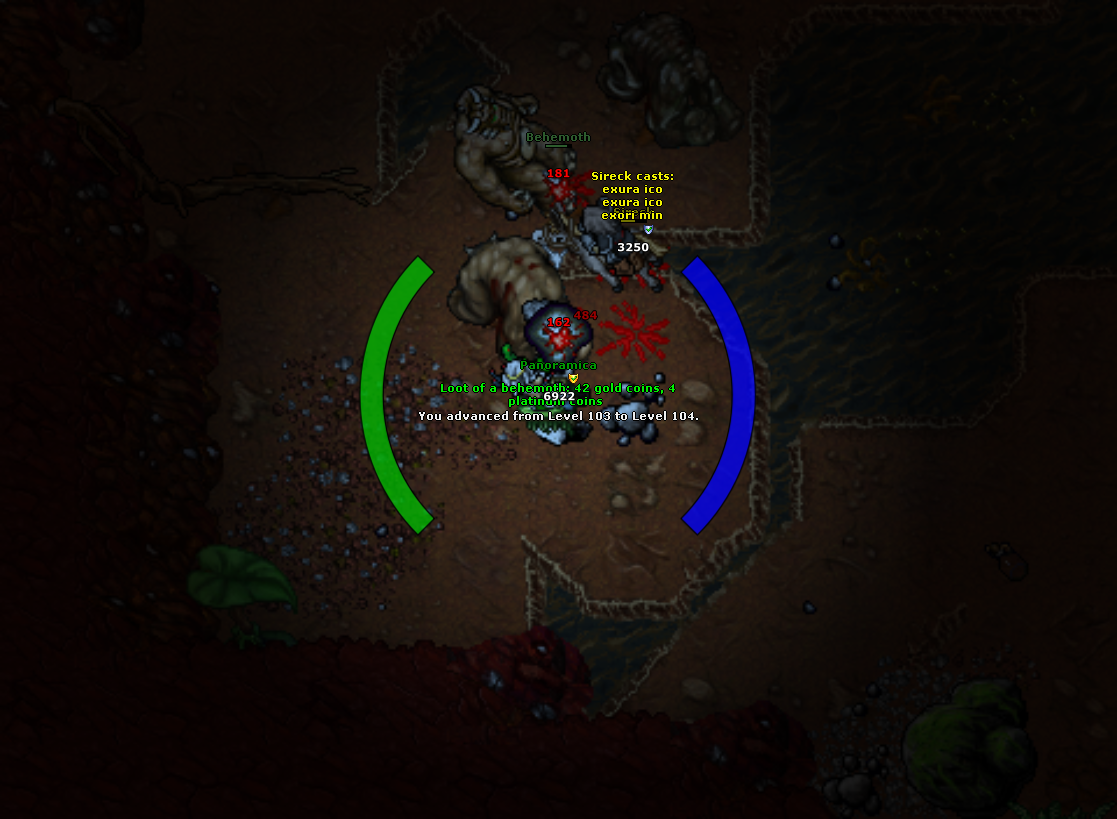 Behemoth
181
Sireck casts:
exura ico
exura ico
exori min
3250
162
484
Panoramica
Loot of a behemoth: 42 gold coins, 4
platinum coins
6922
You advanced from Level 103 to Level 104.